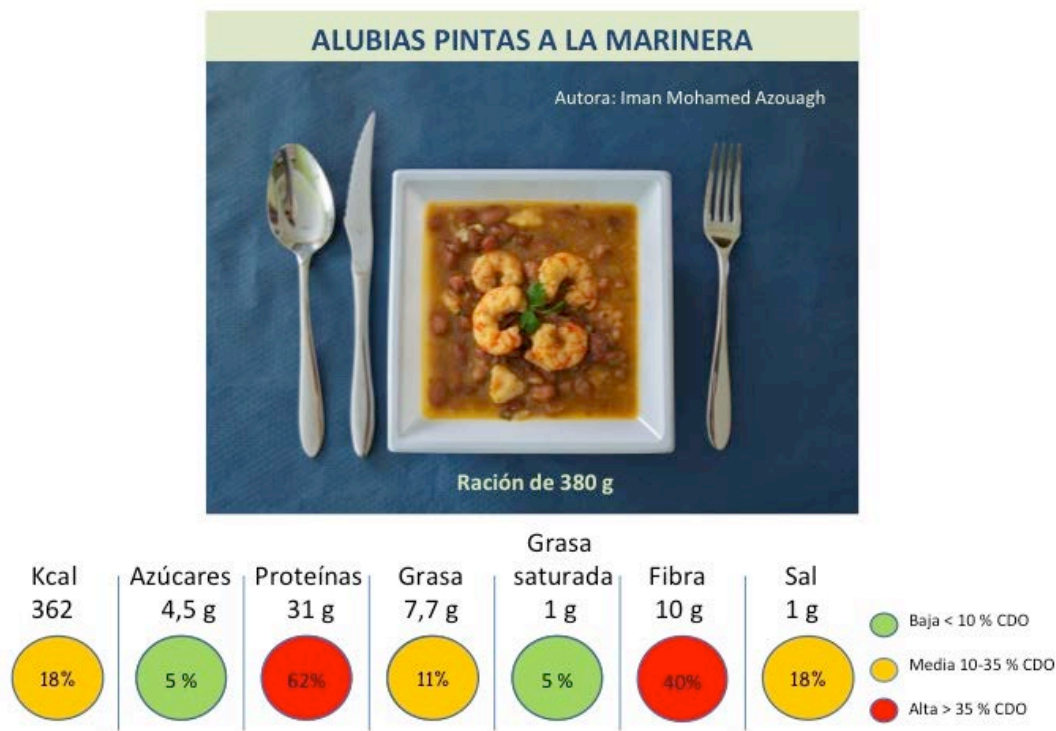 ALUBIAS PINTAS A LA MARINERA
Autora: Iman Mohamed Azouagh
Ración de 380 g
Kcal
362
18%
Azúcares
4,5 g
5 %
Proteínas
31 g
62%
Grasa
7,7 g
11%
Grasa
saturada
1 g
5 %
Fibra
10 g
40%
Sal
1 g
18%
Baja < 10 % CDO
Media 10-35 % CDO
Alta > 35 % CDO